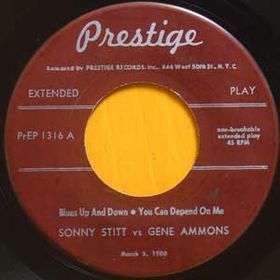 Prestige
Released by PRESTIGE RECORDS, Inc., 446 West 50th St., N. Y. C.
EXTENDED PLAY
PrEP 1316 A
non-breakable
extended play
45 RPM
Blues Up And Down • You Can Depend On Me
SONNY STITT vs GENE AMMONS
March 5, 1950